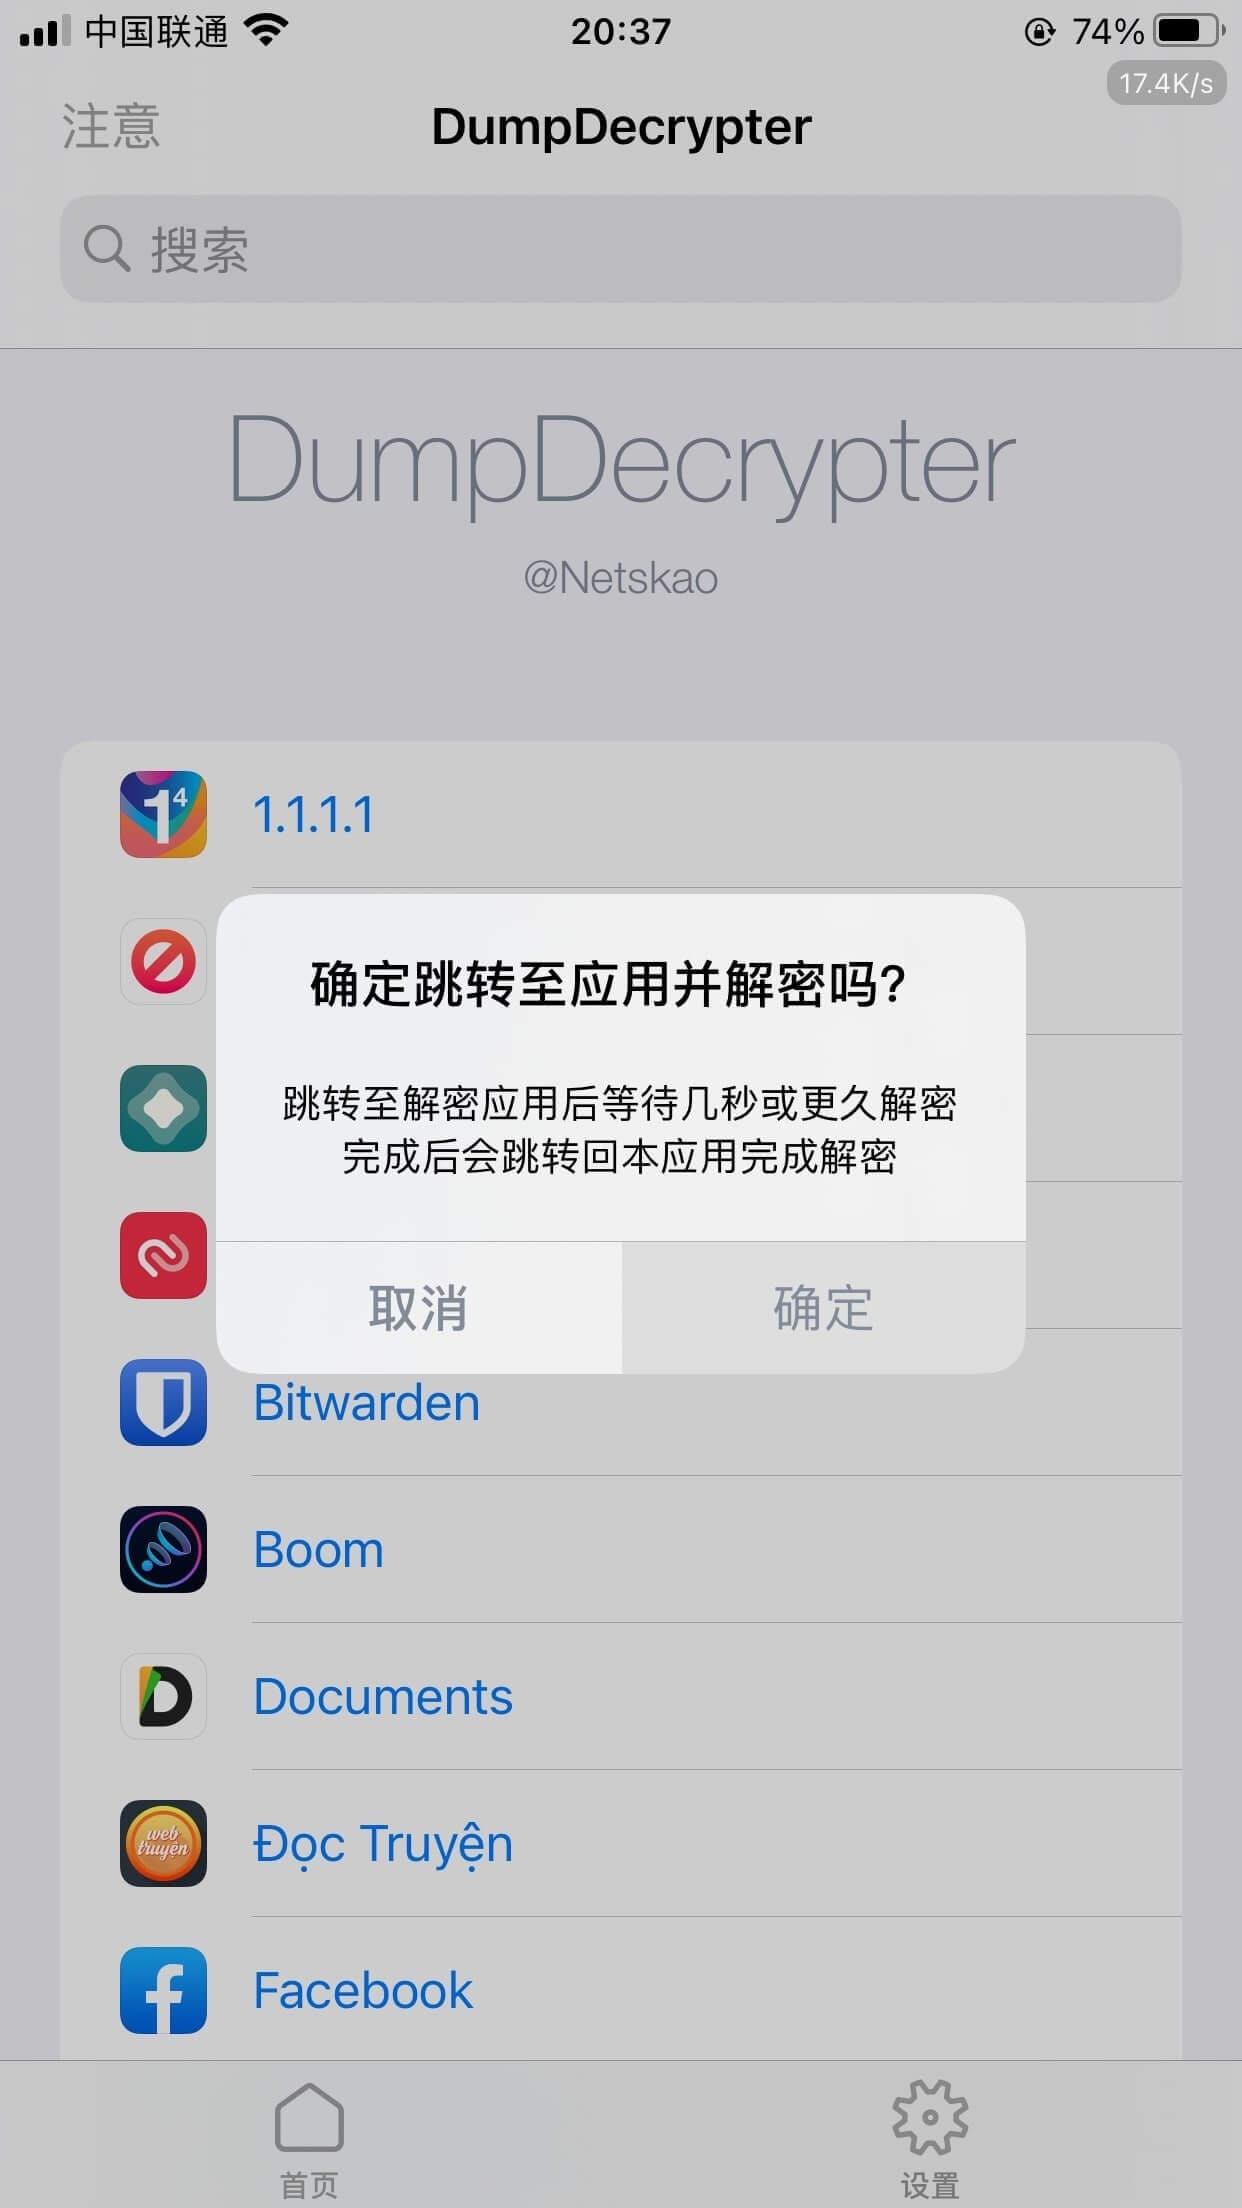 中国联通
20:37
74%
17.4K/s
注意
DumpDecrypter
搜索
DumpDecrypter
@Netskao
1⁴
1.1.1.1
确定跳转至应用并解密吗?
跳转至解密应用后等待几秒或更久解密
完成后会跳转回本应用完成解密
取消
确定
Bitwarden
Boom
Documents
web
truyện
Đọc Truyện
Facebook
首页
设置